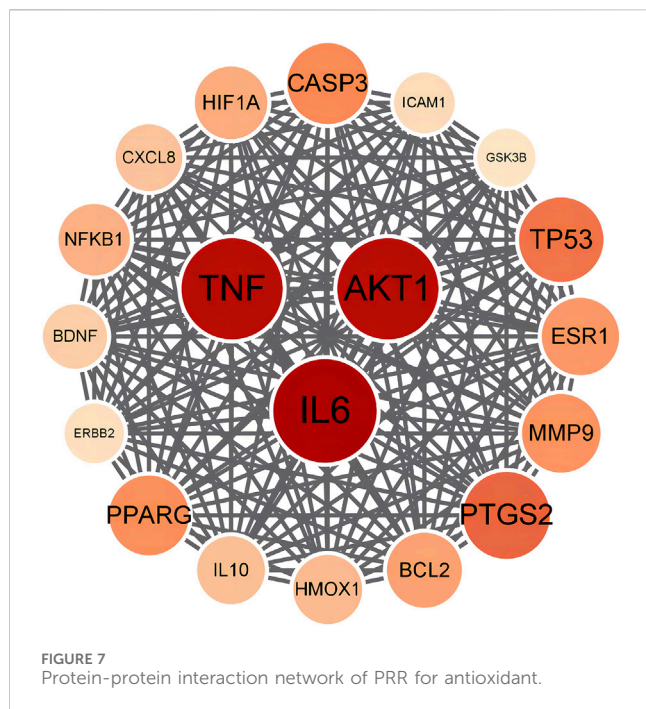 CASP3
HIF1A
ICAM1
CXCL8
GSK3B
NFKB1
TP53
TNF
AKT1
BDNF
ESR1
IL6
ERBB2
MMP9
PPARG
PTGS2
IL10
HMOX1
BCL2
FIGURE 7
Protein-protein interaction network of PRR for antioxidant.